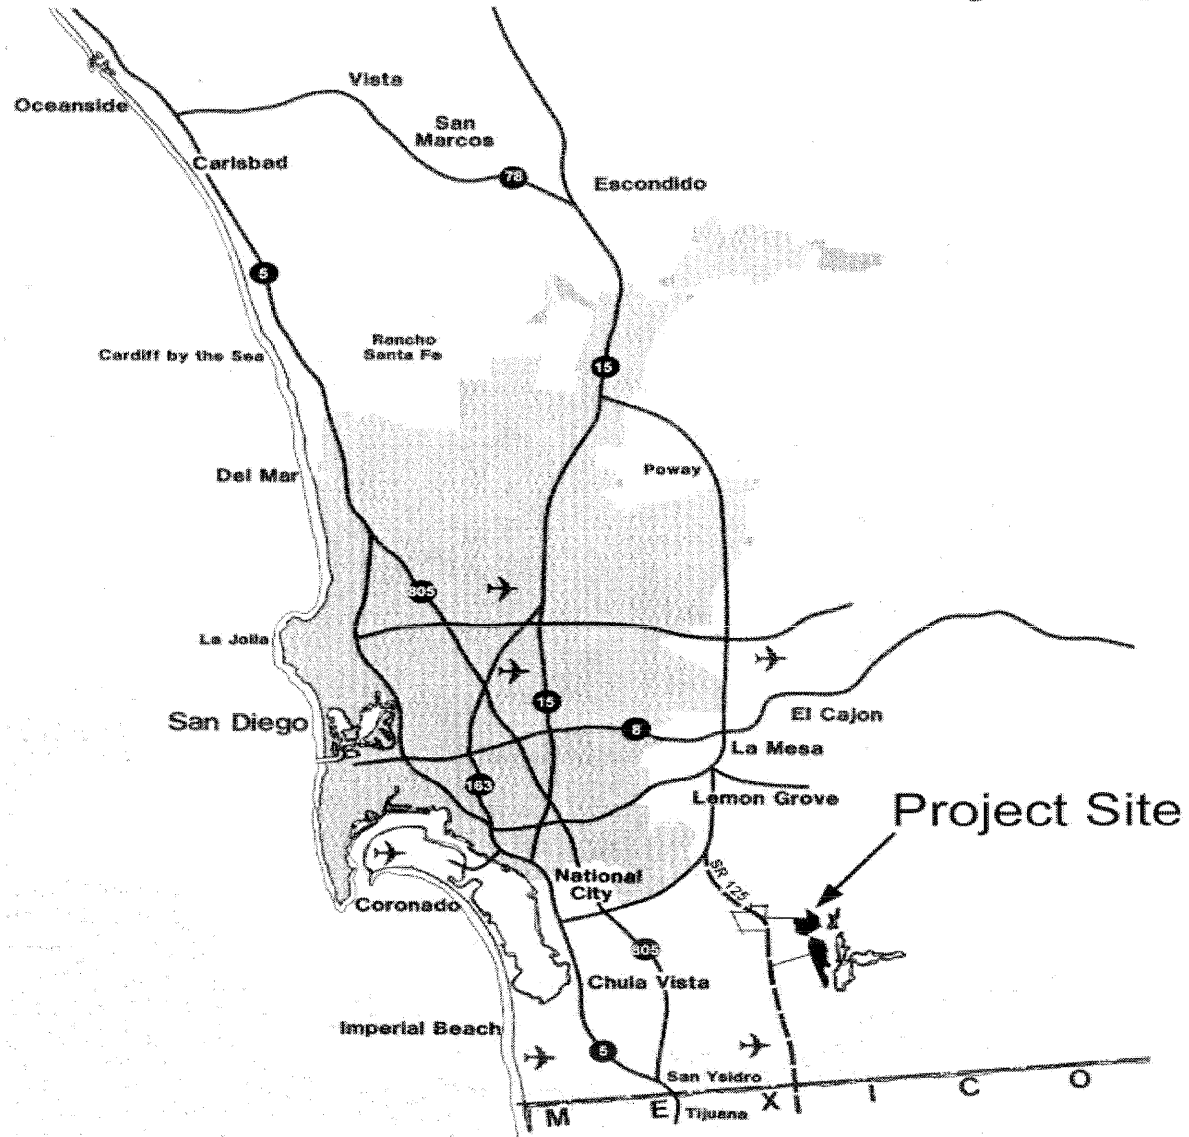 Vista
Oceanside
San
Marcos
Carlsbad
78
Escondido
5
Rancho
Santa Fe
Cardiff by the Sea
15
Poway
Del Mar
805
La Jolla
15
San Diego
El Cajon
8
La Mesa
163
Lemon Grove
Project Site
SR 125
National
City
Coronado
805
Chula Vista
Imperial Beach
5
San Ysidro
M E X I C O
Tijuana